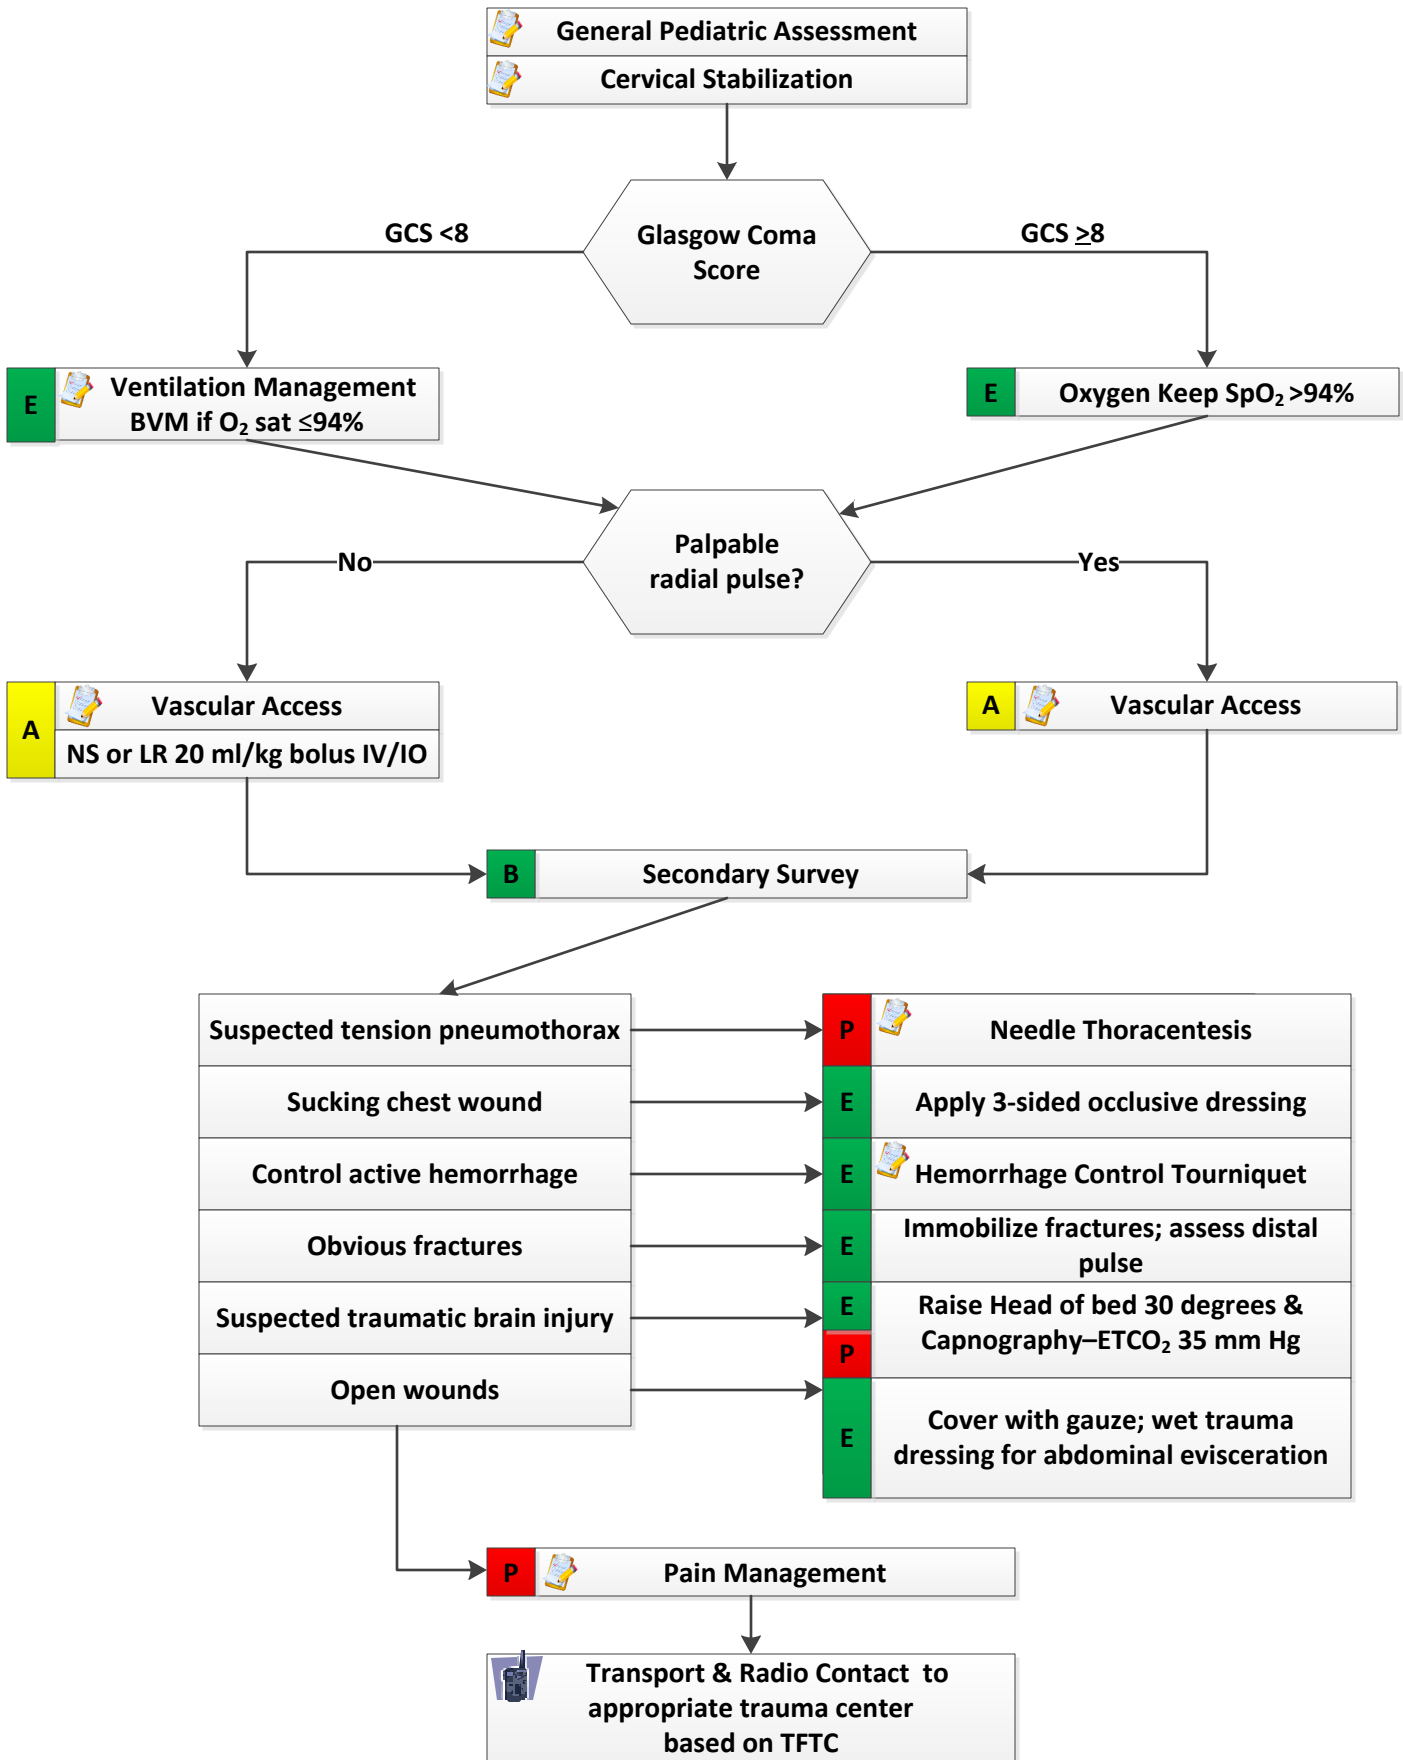 General Pediatric Assessment
Cervical Stabilization
Glasgow Coma
Score
GCS <8
GCS ≥8
E
Ventilation Management
BVM if O₂ sat ≤94%
E
Oxygen Keep SpO₂ >94%
Palpable
radial pulse?
No
Yes
A
Vascular Access
NS or LR 20 ml/kg bolus IV/IO
A
Vascular Access
B
Secondary Survey
Suspected tension pneumothorax
P
Needle Thoracentesis
Sucking chest wound
E
Apply 3-sided occlusive dressing
Control active hemorrhage
E
Hemorrhage Control Tourniquet
Obvious fractures
E
Immobilize fractures; assess distal
pulse
Suspected traumatic brain injury
E
P
Raise Head of bed 30 degrees &
Capnography–ETCO₂ 35 mm Hg
Open wounds
E
Cover with gauze; wet trauma
dressing for abdominal evisceration
P
Pain Management
Transport & Radio Contact to
appropriate trauma center
based on TFTC